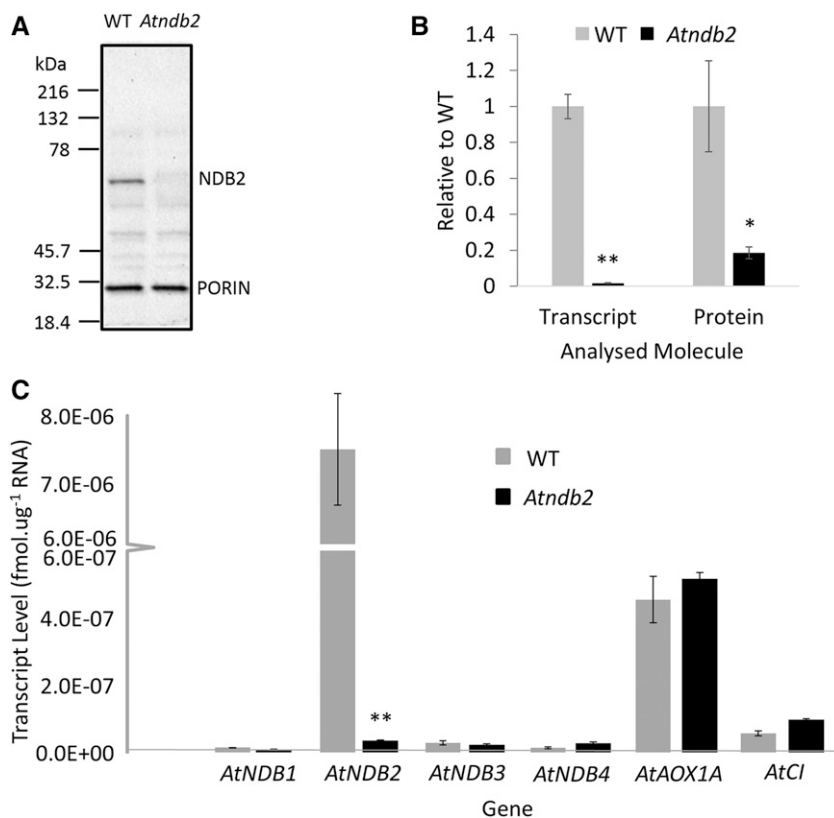 A
WT Atndb2
kDa
216
132
78
45.7
32.5
18.4
NDB2
PORIN
B
WT Atndb2
1.4
1.2
1
0.8
0.6
0.4
0.2
0
Relative to WT
**
*
Transcript Protein
Analysed Molecule
C
Transcript Level (fmol.ug-1 RNA)
8.0E-06
7.0E-06
6.0E-06
6.0E-07
4.0E-07
2.0E-07
0.0E+00
WT
Atndb2
**
AtNDB1 AtNDB2 AtNDB3 AtNDB4 AtAOX1A AtCI
Gene